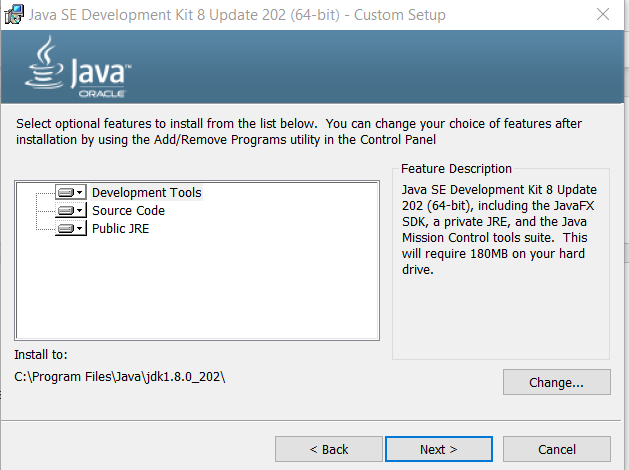 Java SE Development Kit 8 Update 202 (64-bit) - Custom Setup
Java™
ORACLE
Select optional features to install from the list below.  You can change your choice of features after
installation by using the Add/Remove Programs utility in the Control Panel
Development Tools
Source Code
Public JRE
Feature Description
Java SE Development Kit 8 Update
202 (64-bit), including the JavaFX
SDK, a private JRE, and the Java
Mission Control tools suite.  This
will require 180MB on your hard
drive.
Install to:
C:\Program Files\Java\jdk1.8.0_202\
Change...
< Back
Next >
Cancel